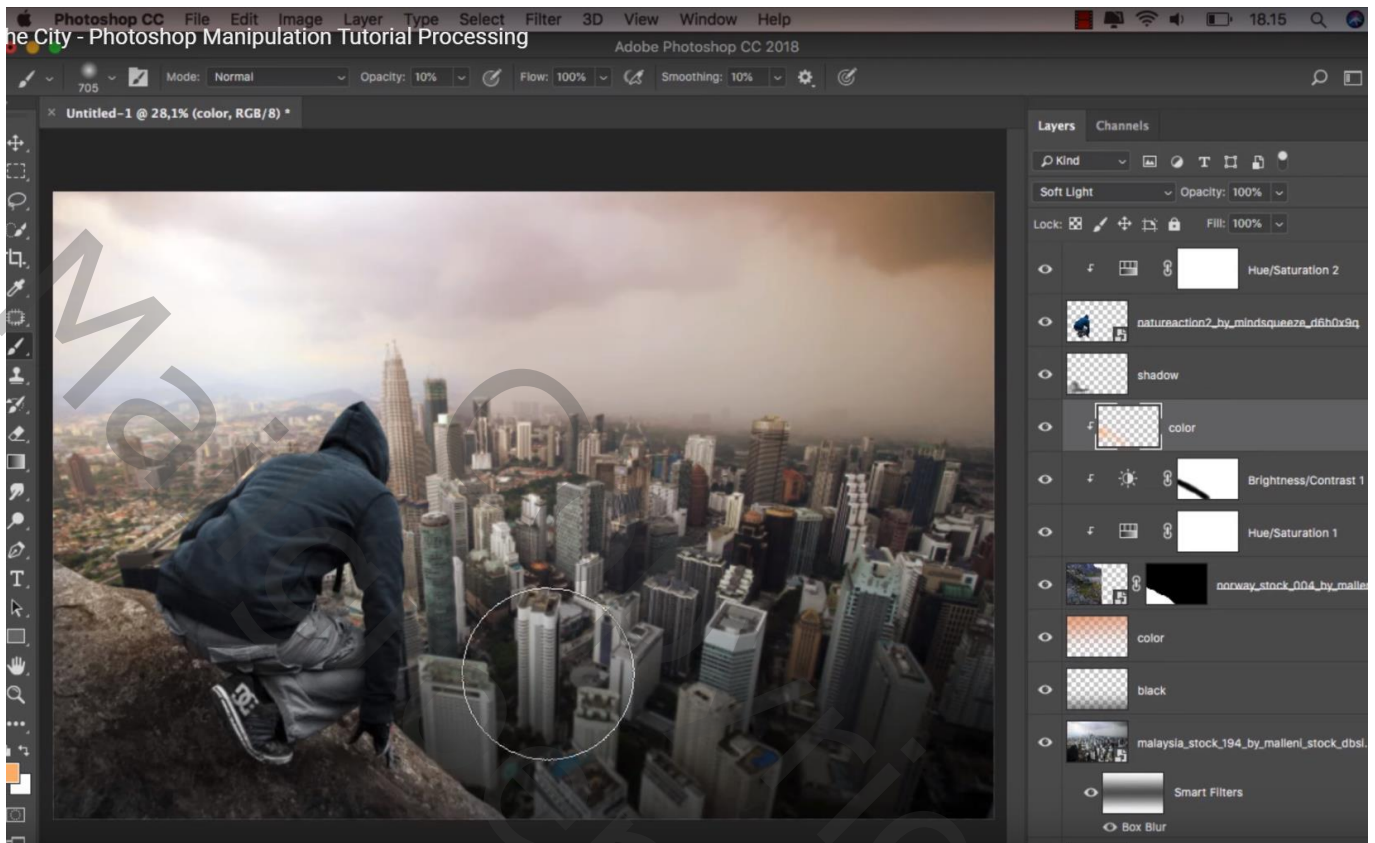 Photoshop CC File Edit Image Layer Type Select Filter 3D View Window Help 18.15
he City - Photoshop Manipulation Tutorial Processing
Adobe Photoshop CC 2018
705 Mode: Normal Opacity: 10% Flow: 100% Smoothing: 10%
× Untitled-1 @ 28,1% (color, RGB/8) *
Layers Channels
Kind
Soft Light Opacity: 100%
Lock: Fill: 100%
Hue/Saturation 2
natureaction2_by_mindsqueeze_d6h0x9q
shadow
color
Brightness/Contrast 1
Hue/Saturation 1
norway_stock_004_by_malle
color
black
malaysia_stock_194_by_malleni_stock_dbsl.
Smart Filters
Box Blur
DC